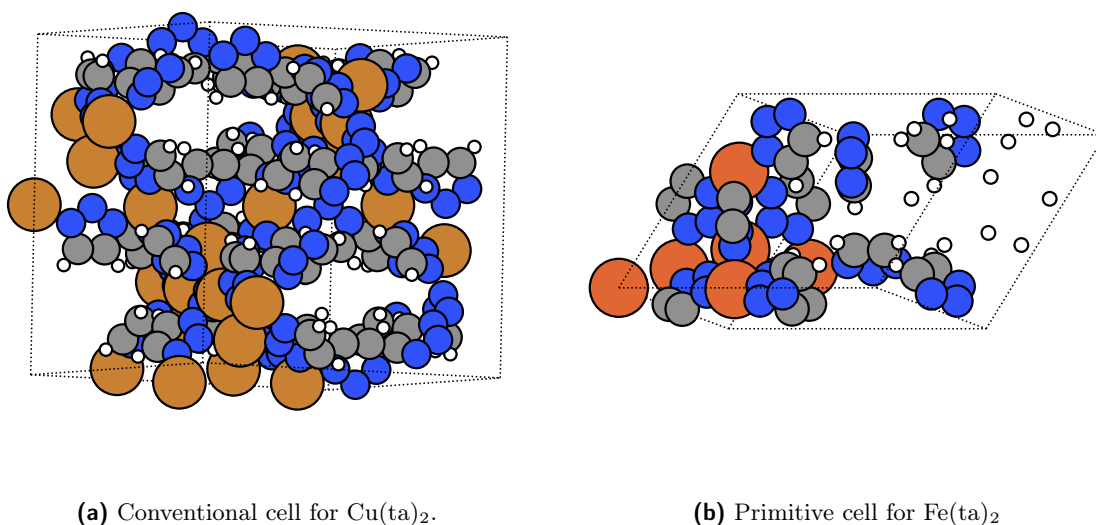 (a) Conventional cell for Cu(ta)₂.
(b) Primitive cell for Fe(ta)₂